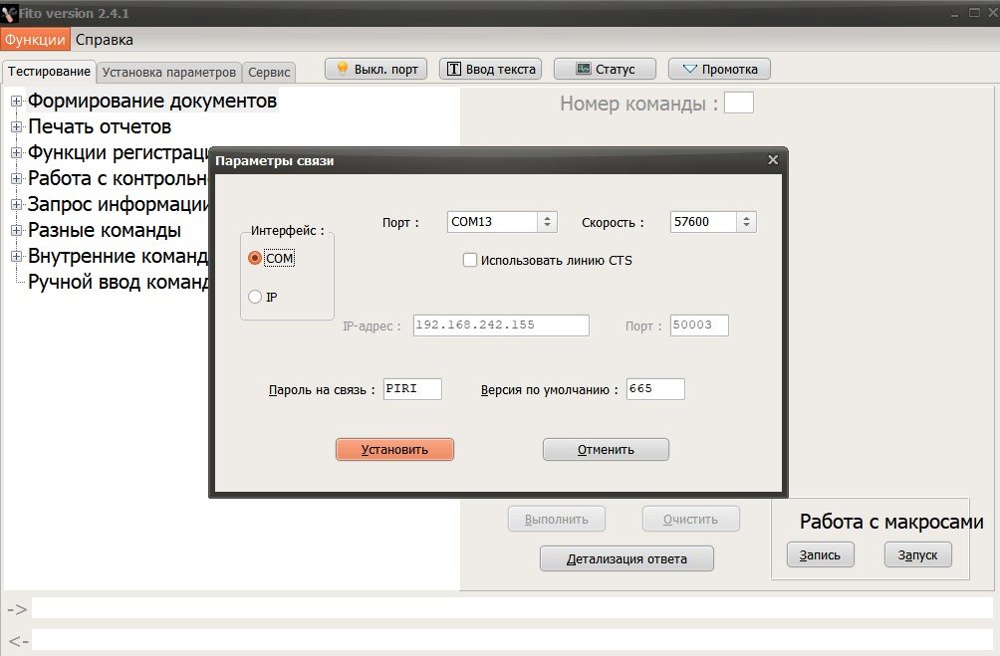 Fito version 2.4.1
Функции Справка
Тестирование Установка параметров Сервис
Выкл. порт Ввод текста Статус Промотка
Формирование документов
Номер команды :
Печать отчетов
Функции регистрац
Работа с контрольн
Запрос информации
Разные команды
Внутренние команд
Ручной ввод команд
Параметры связи
Порт : COM13 Скорость : 57600
Интерфейс :
COM
Использовать линию CTS
IP
IP-адрес : 192.168.242.155 Порт : 50003
Пароль на связь : PIRI Версия по умолчанию : 665
Установить Отменить
Выполнить Очистить
Работа с макросами
Детализация ответа
Запись Запуск
->
<-